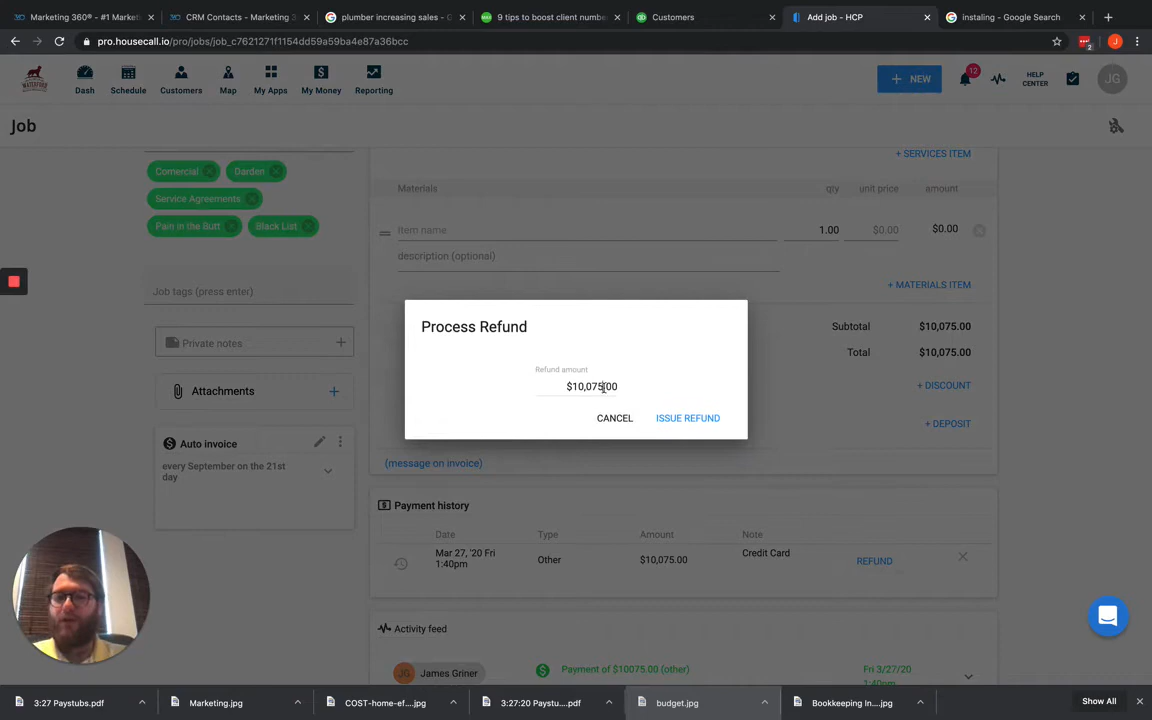 Marketing 360® - #1 Market
CRM Contacts - Marketing 3
plumber increasing sales - G
9 tips to boost client number
Customers
Add job - HCP
instaling - Google Search
pro.housecall.io/pro/jobs/job_c7621271f1154dd59a59ba4e87a36bcc
2
J
WATERFORD
Dash
Schedule
Customers
Map
My Apps
My Money
Reporting
+ NEW
12
HELP CENTER
JG
Job
Comercial
Darden
Service Agreements
Pain in the Butt
Black List
Job tags (press enter)
Private notes
Attachments
Auto invoice
every September on the 21st
day
+ SERVICES ITEM
Materials
qty
unit price
amount
Item name
1.00
$0.00
$0.00
description (optional)
+ MATERIALS ITEM
Process Refund
Refund amount
$10,075.00
CANCEL
ISSUE REFUND
Subtotal
$10,075.00
Total
$10,075.00
+ DISCOUNT
+ DEPOSIT
(message on invoice)
Payment history
Date
Type
Amount
Note
Mar 27, '20 Fri
1:40pm
Other
$10,075.00
Credit Card
REFUND
Activity feed
JG
James Griner
Payment of $10075.00 (other)
Fri 3/27/20
1:40pm
3:27 Paystubs.pdf
Marketing.jpg
COST-home-ef....jpg
3:27:20 Paystu....pdf
budget.jpg
Bookkeeping In....jpg
Show All